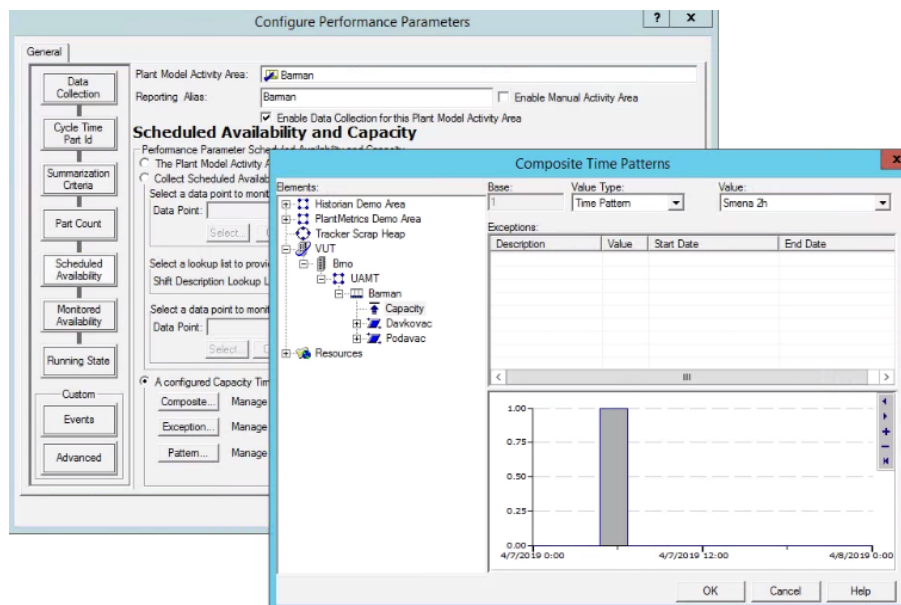 Configure Performance Parameters
? x
General
Data Collection
Cycle Time Part Id
Summarization Criteria
Part Count
Scheduled Availability
Monitored Availability
Running State
Custom
Events
Advanced
Plant Model Activity Area: Barman
Reporting Alias: Barman
Enable Manual Activity Area
Enable Data Collection for this Plant Model Activity Area
Scheduled Availability and Capacity
Performance Parameter Scheduled Availability and Capacity
The Plant Model Activity A
Collect Scheduled Availab
Select a data point to monit
Data Point:
Select...
Select a lookup list to provi
Shift Description Lookup L
Select a data point to monit
Data Point:
Select...
A configured Capacity Tim
Composite... Manage
Exception... Manage
Pattern... Manage
Composite Time Patterns
x
Elements:
Historian Demo Area
PlantMetrics Demo Area
Tracker Scrap Heap
VUT
Brno
UAMT
Barman
Capacity
Davkovac
Podavac
Resources
Base: Value Type: Value:
1 Time Pattern Smena 2h
Exceptions:
Description Value Start Date End Date
1.00
0.75
0.50
0.25
0.00
4/7/2019 0:00 4/7/2019 12:00 4/8/2019 0:00
OK Cancel Help